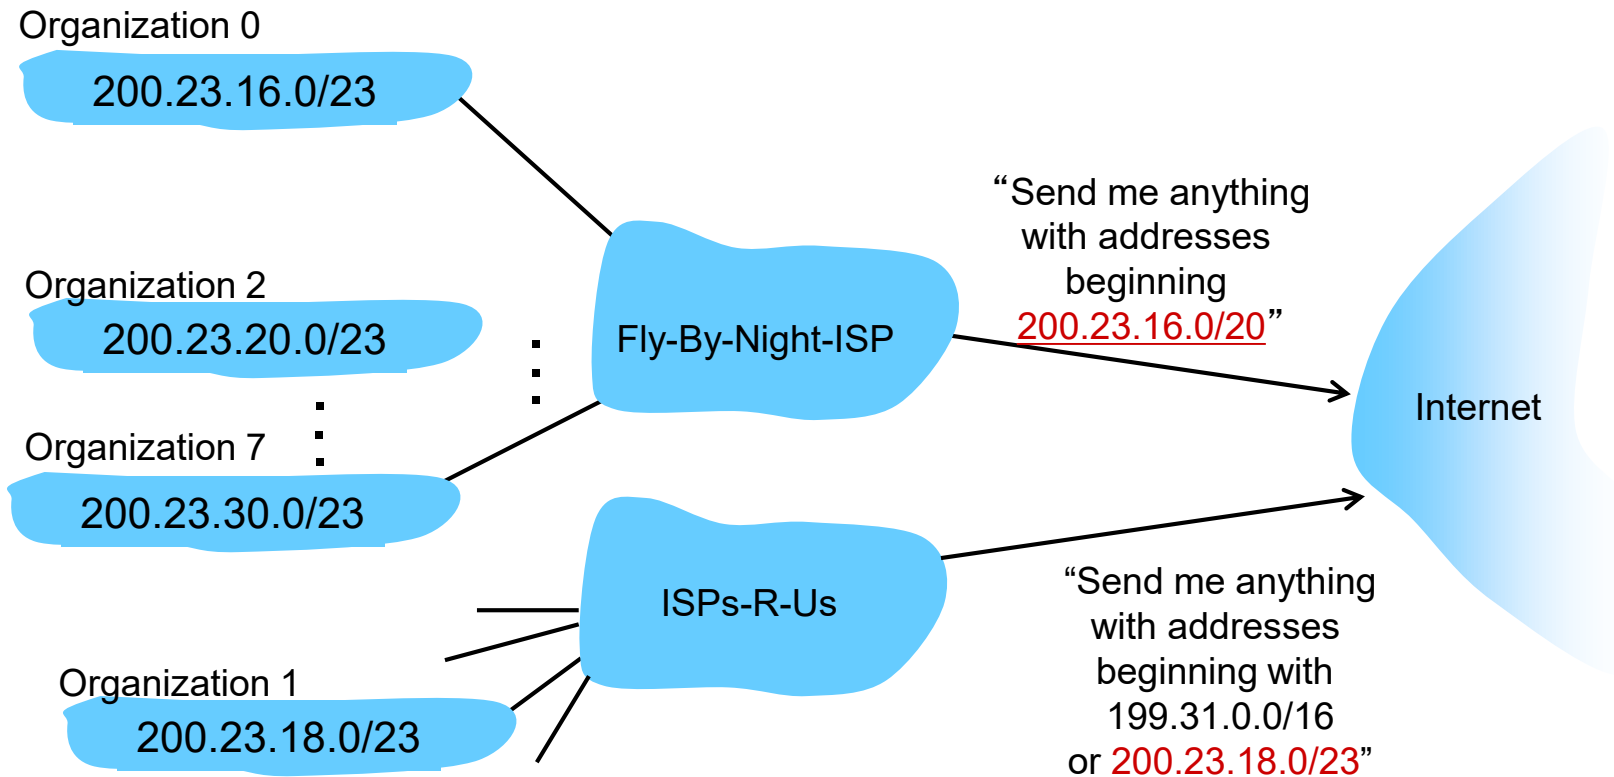 Organization 0
200.23.16.0/23
Organization 2
200.23.20.0/23
Organization 7
200.23.30.0/23
Organization 1
200.23.18.0/23
Fly-By-Night-ISP
ISPs-R-Us
“Send me anything
with addresses
beginning
200.23.16.0/20”
“Send me anything
with addresses
beginning with
199.31.0.0/16
or 200.23.18.0/23”
Internet